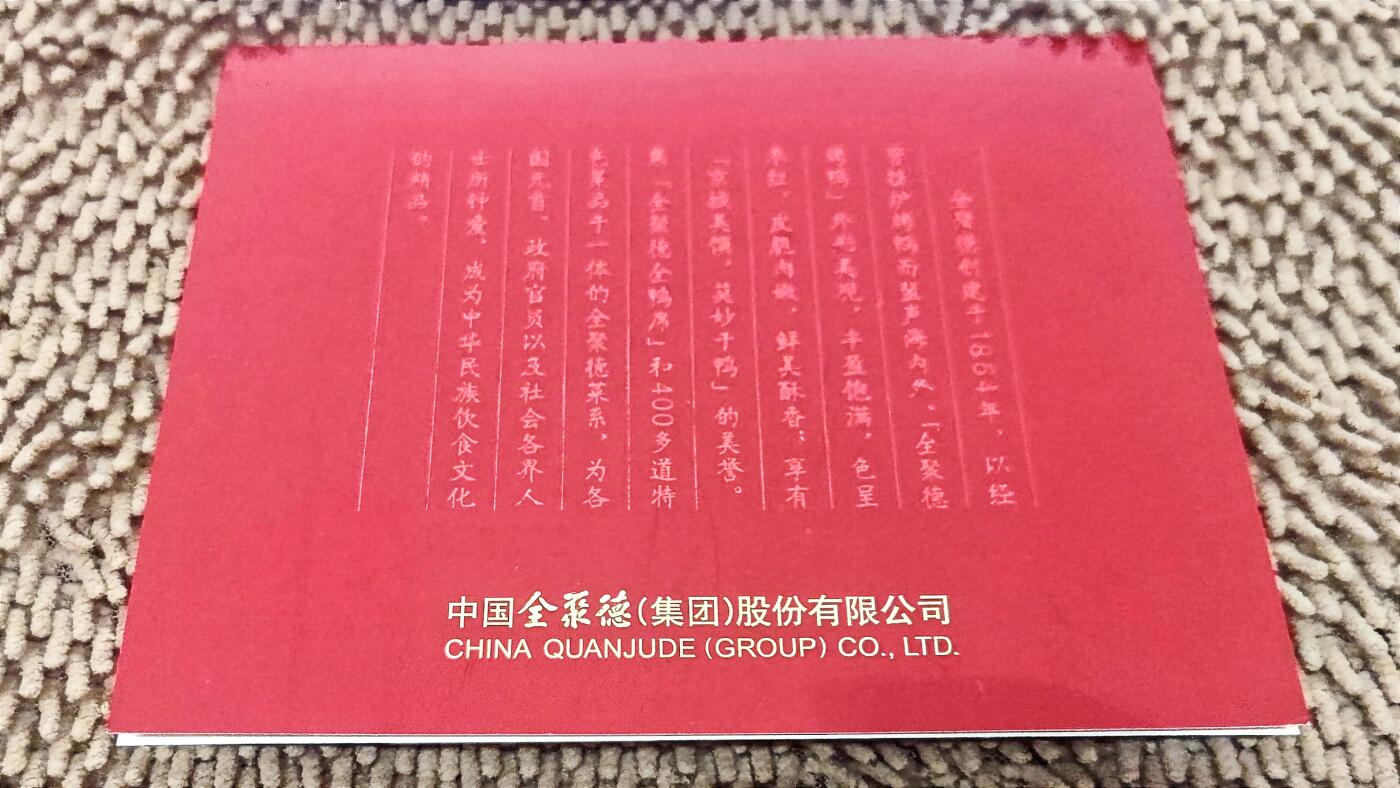 全聚德创建于1864年，以经
营挂炉烤鸭而蜚声海内外，「全聚德
烤鸭」外形美观，丰盈饱满，色呈
枣红，皮脆肉嫩，鲜美酥香；享有
「京城美馔，莫妙于鸭」的美誉。
集「全聚德全鸭席」和400多道特
色菜品于一体的全聚德菜系，为各
国元首、政府官员以及社会各界人
士所钟爱，成为中华民族饮食文化
的精品。
中国全聚德(集团)股份有限公司
CHINA QUANJUDE (GROUP) CO., LTD.